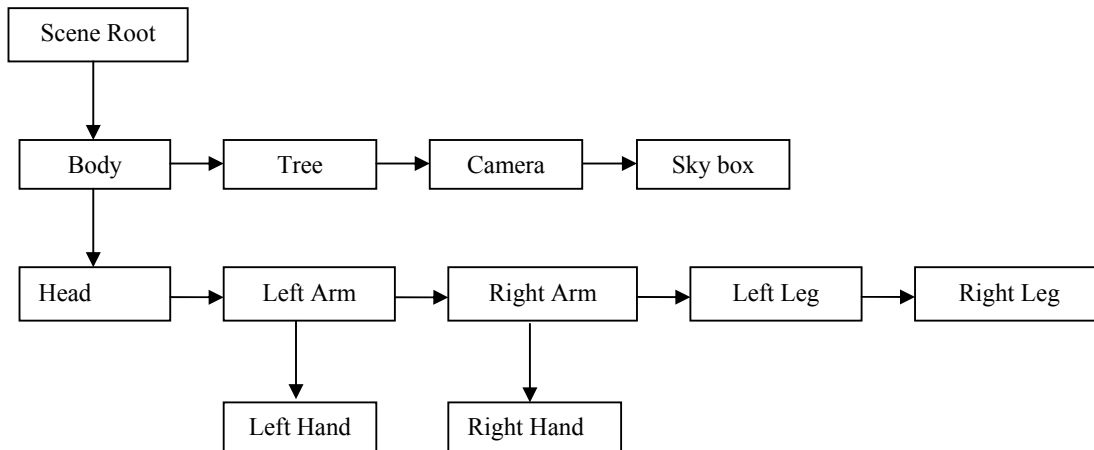 Scene Root
Body
Tree
Camera
Sky box
Head
Left Arm
Right Arm
Left Leg
Right Leg
Left Hand
Right Hand